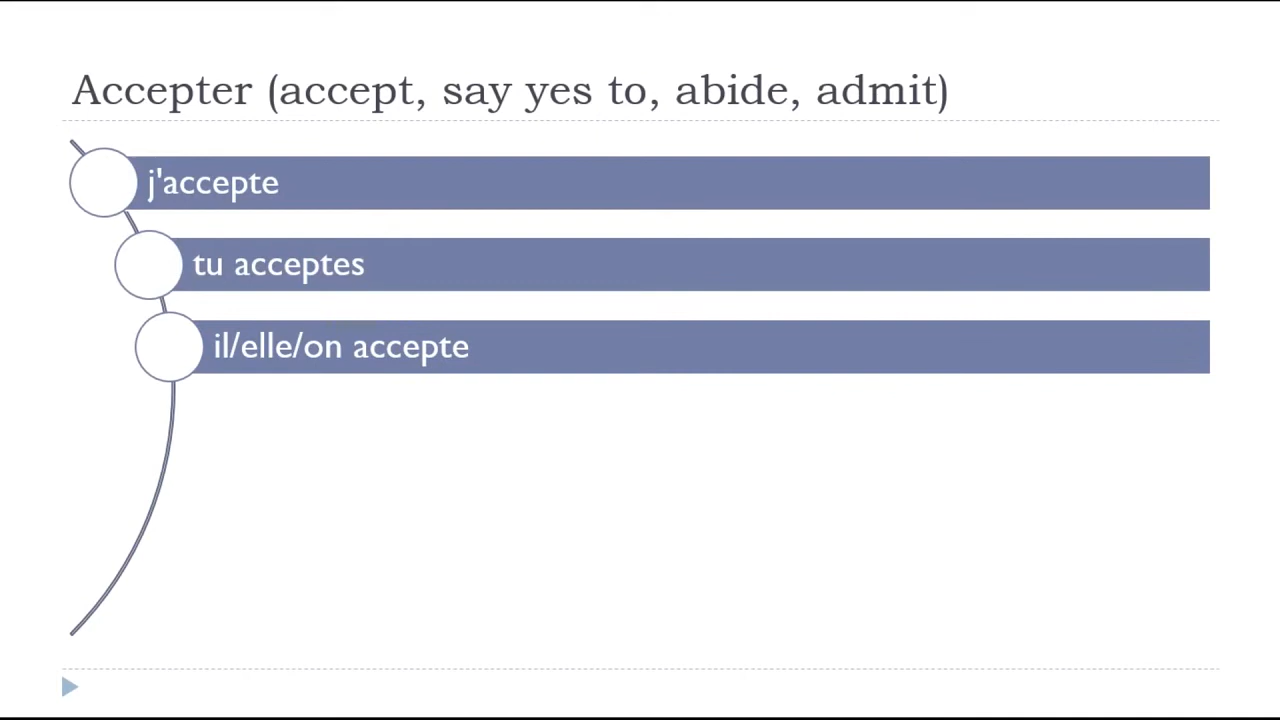 Accepter (accept, say yes to, abide, admit)
j'accepte
tu acceptes
il/elle/on accepte